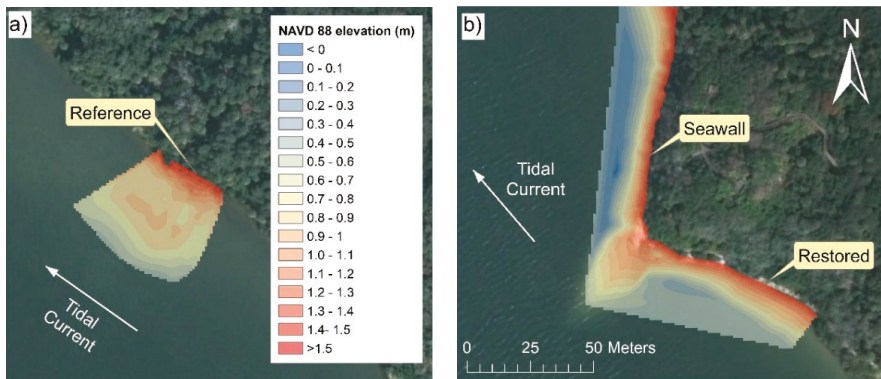 a)
Reference
Tidal
Current
NAVD 88 elevation (m)
< 0
0 - 0.1
0.1 - 0.2
0.2 - 0.3
0.3 - 0.4
0.4 - 0.5
0.5 - 0.6
0.6 - 0.7
0.7 - 0.8
0.8 - 0.9
0.9 - 1
1.0 - 1.1
1.1 - 1.2
1.2 - 1.3
1.3 - 1.4
1.4- 1.5
>1.5
b)
N
Seawall
Tidal
Current
Restored
0 25 50 Meters